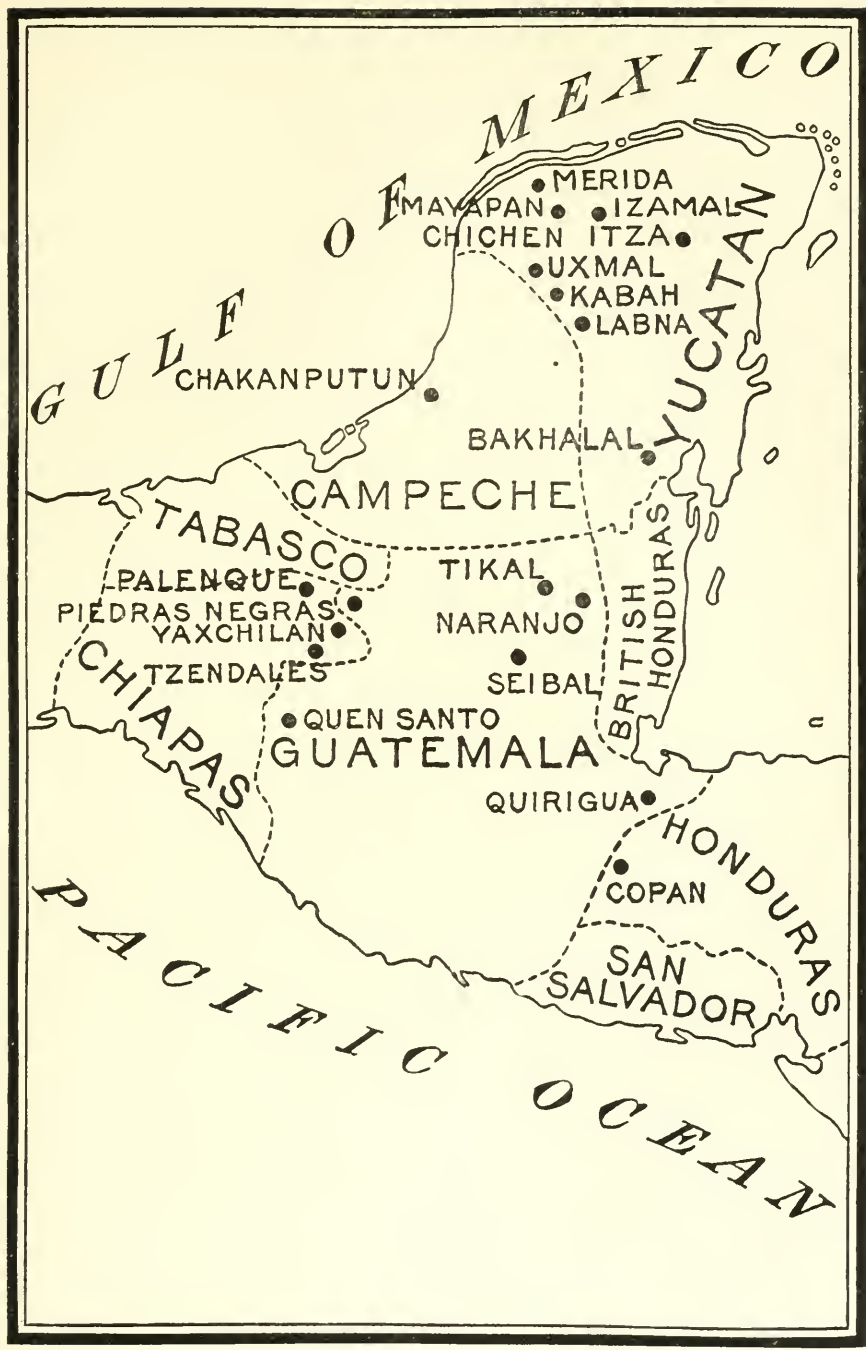 GULF OF MEXICO
MERIDA
MAYAPAN
IZAMAL
CHICHEN ITZA
UXMAL
KABAH
LABNA
YUCATAN
CHAKANPUTUN
BAKHALAL
CAMPECHE
TABASCO
PALENQUE
PIEDRAS NEGRAS
YAXCHILAN
TZENDALES
CHIAPAS
TIKAL
NARANJO
SEIBAL
BRITISH
HONDURAS
QUEN SANTO
GUATEMALA
QUIRIGUA
HONDURAS
COPAN
SAN
SALVADOR
PACIFIC OCEAN